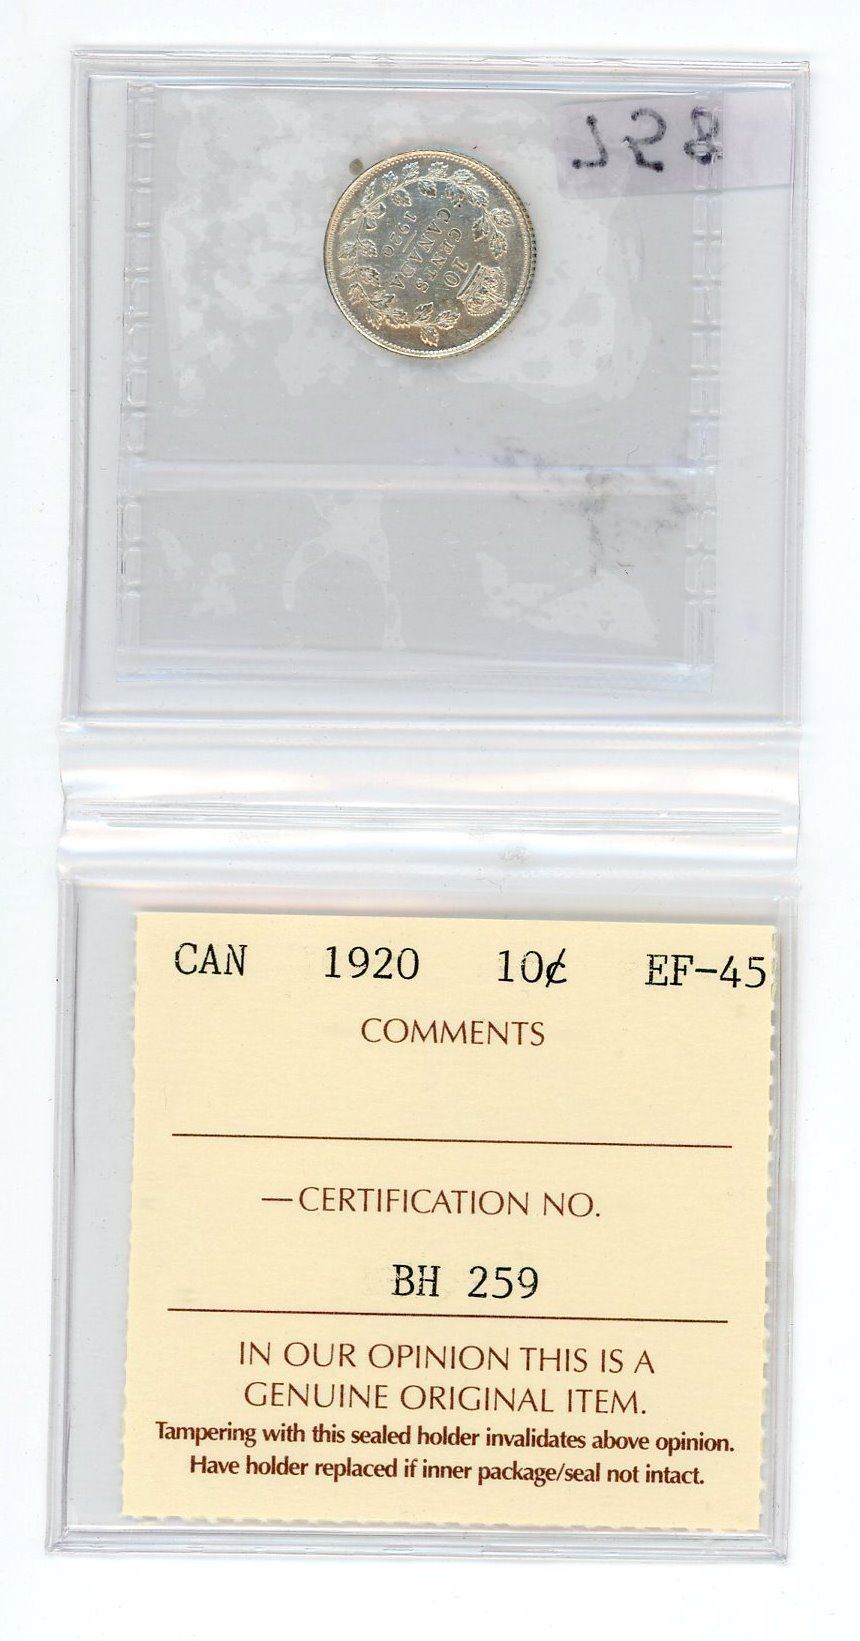 857.
10
CENTS
CANADA
1920
CAN 1920 10¢ EF-45
COMMENTS
—CERTIFICATION NO.
BH 259
IN OUR OPINION THIS IS A
GENUINE ORIGINAL ITEM.
Tampering with this sealed holder invalidates above opinion.
Have holder replaced if inner package/seal not intact.